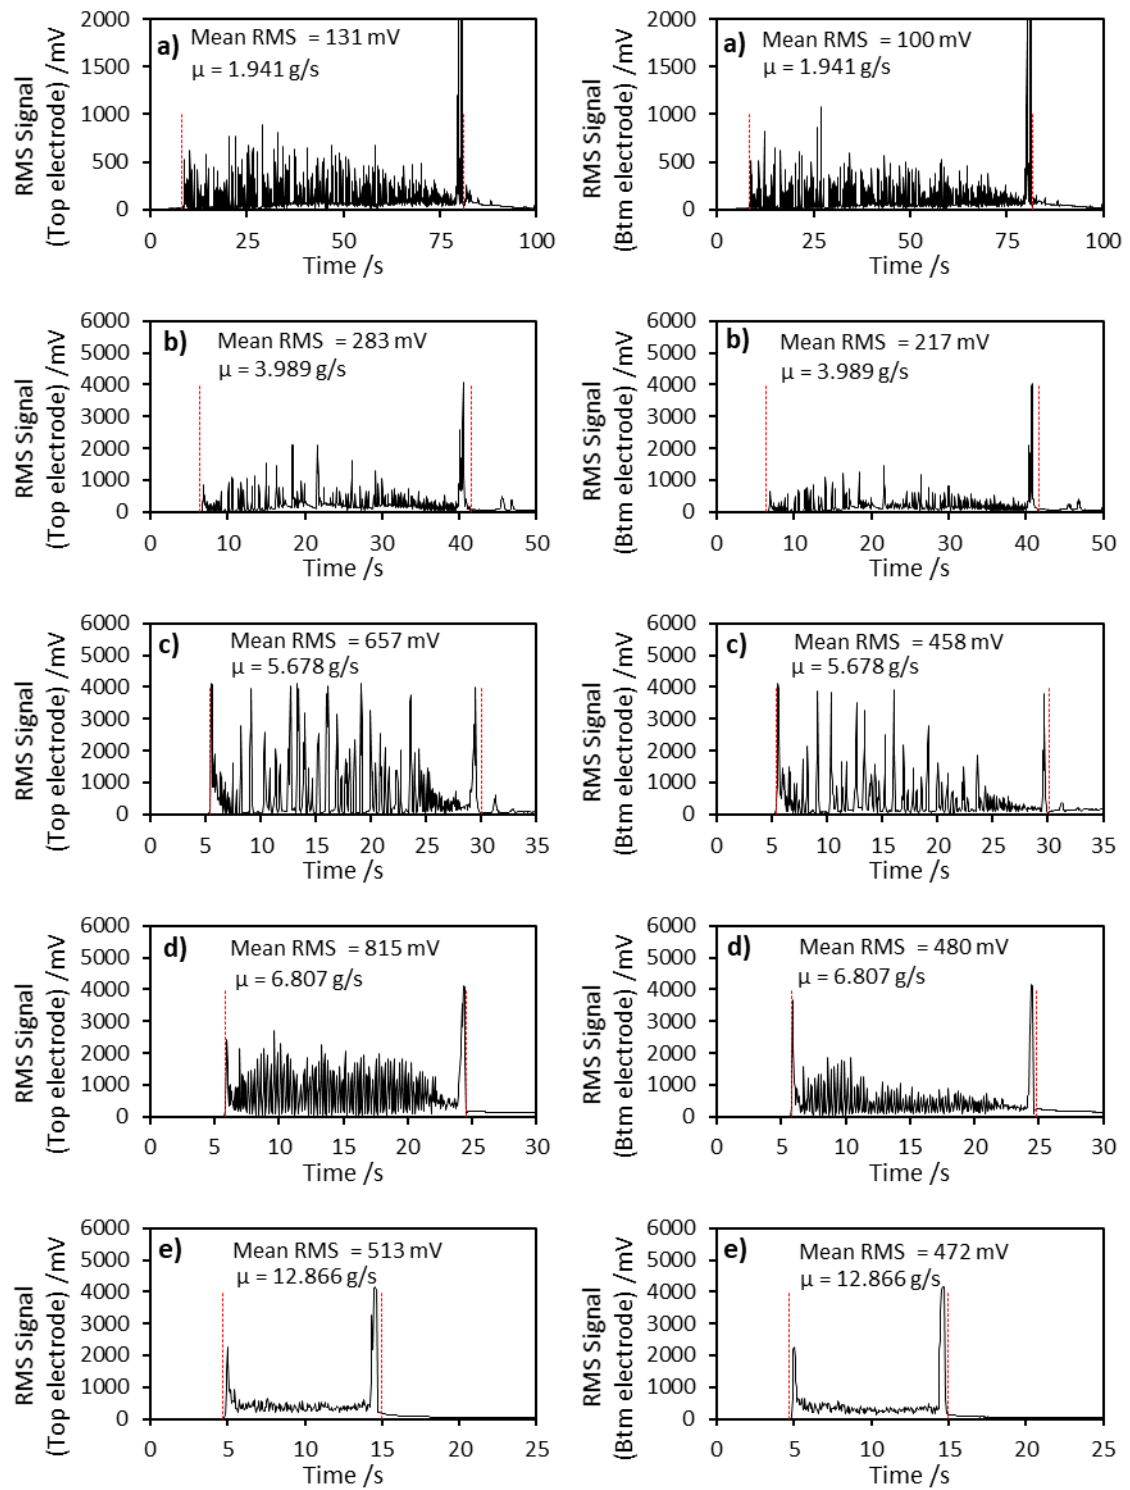 RMS Signal
(Top electrode) /mV
2000
1500
1000
500
0
a)
Mean RMS = 131 mV
μ = 1.941 g/s
0 25 50 75 100
Time /s
RMS Signal
(Btm electrode) /mV
2000
1500
1000
500
0
a)
Mean RMS = 100 mV
μ = 1.941 g/s
0 25 50 75 100
Time /s
RMS Signal
(Top electrode) /mV
6000
5000
4000
3000
2000
1000
0
b)
Mean RMS = 283 mV
μ = 3.989 g/s
0 10 20 30 40 50
Time /s
RMS Signal
(Btm electrode) /mV
6000
5000
4000
3000
2000
1000
0
b)
Mean RMS = 217 mV
μ = 3.989 g/s
0 10 20 30 40 50
Time /s
RMS Signal
(Top electrode) /mV
6000
5000
4000
3000
2000
1000
0
c)
Mean RMS = 657 mV
μ = 5.678 g/s
0 5 10 15 20 25 30 35
Time /s
RMS Signal
(Btm electrode) /mV
6000
5000
4000
3000
2000
1000
0
c)
Mean RMS = 458 mV
μ = 5.678 g/s
0 5 10 15 20 25 30 35
Time /s
RMS Signal
(Top electrode) /mV
6000
5000
4000
3000
2000
1000
0
d)
Mean RMS = 815 mV
μ = 6.807 g/s
0 5 10 15 20 25 30
Time /s
RMS Signal
(Btm electrode) /mV
6000
5000
4000
3000
2000
1000
0
d)
Mean RMS = 480 mV
μ = 6.807 g/s
0 5 10 15 20 25 30
Time /s
RMS Signal
(Top electrode) /mV
6000
5000
4000
3000
2000
1000
0
e)
Mean RMS = 513 mV
μ = 12.866 g/s
0 5 10 15 20 25
Time /s
RMS Signal
(Btm electrode) /mV
6000
5000
4000
3000
2000
1000
0
e)
Mean RMS = 472 mV
μ = 12.866 g/s
0 5 10 15 20 25
Time /s